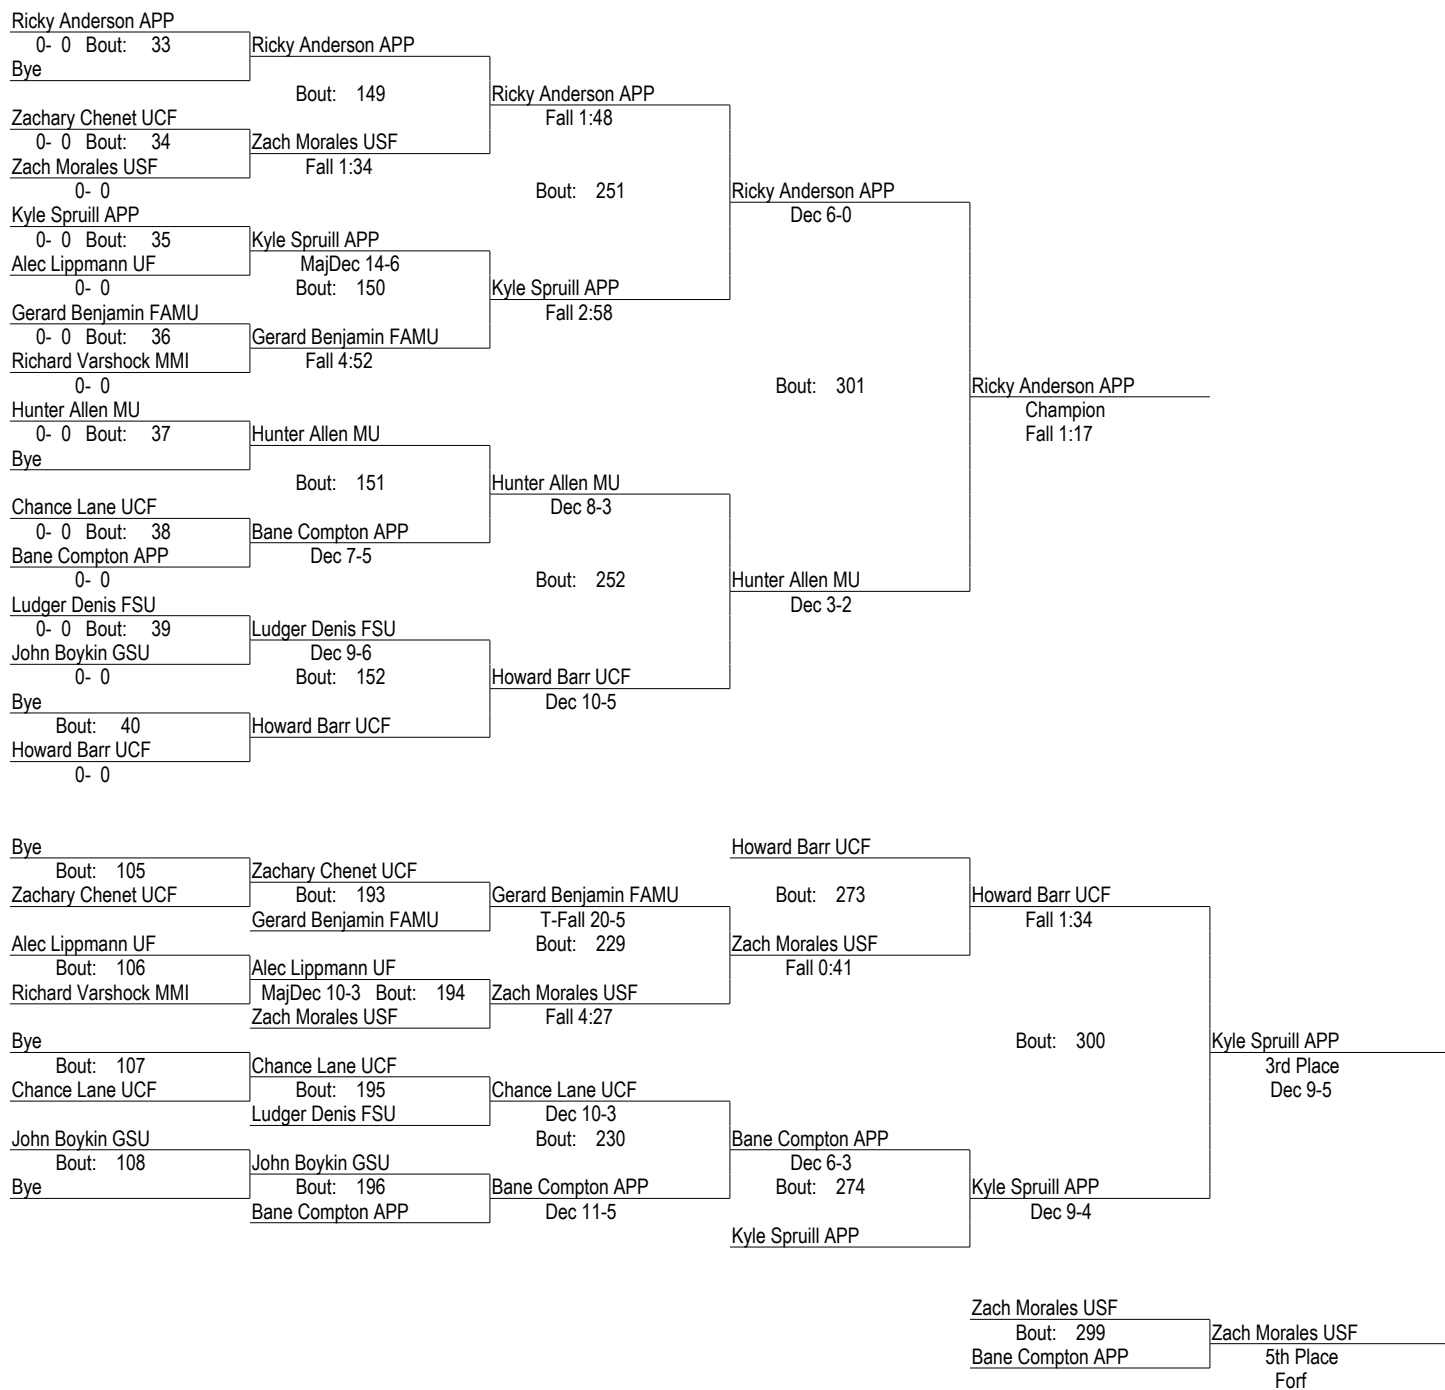 Ricky Anderson APP
0- 0 Bout: 33
Bye
Ricky Anderson APP
Bout: 149
Zachary Chenet UCF
0- 0 Bout: 34
Zach Morales USF
0- 0
Zach Morales USF
Fall 1:34
Ricky Anderson APP
Fall 1:48
Bout: 251
Kyle Spruill APP
0- 0 Bout: 35
Alec Lippmann UF
0- 0
Kyle Spruill APP
MajDec 14-6
Bout: 150
Gerard Benjamin FAMU
0- 0 Bout: 36
Richard Varshock MMI
0- 0
Gerard Benjamin FAMU
Fall 4:52
Kyle Spruill APP
Fall 2:58
Ricky Anderson APP
Dec 6-0
Bout: 301
Hunter Allen MU
0- 0 Bout: 37
Bye
Hunter Allen MU
Bout: 151
Chance Lane UCF
0- 0 Bout: 38
Bane Compton APP
0- 0
Bane Compton APP
Dec 7-5
Hunter Allen MU
Dec 8-3
Bout: 252
Ludger Denis FSU
0- 0 Bout: 39
John Boykin GSU
0- 0
Ludger Denis FSU
Dec 9-6
Bout: 152
Bye
Bout: 40
Howard Barr UCF
0- 0
Howard Barr UCF
Howard Barr UCF
Dec 10-5
Hunter Allen MU
Dec 3-2
Ricky Anderson APP
Champion
Fall 1:17
Bye
Bout: 105
Zachary Chenet UCF
Zachary Chenet UCF
Bout: 193
Gerard Benjamin FAMU
Gerard Benjamin FAMU
T-Fall 20-5
Bout: 229
Alec Lippmann UF
Bout: 106
Richard Varshock MMI
Alec Lippmann UF
MajDec 10-3 Bout: 194
Zach Morales USF
Zach Morales USF
Fall 4:27
Howard Barr UCF
Bout: 273
Zach Morales USF
Fall 0:41
Howard Barr UCF
Fall 1:34
Bout: 300
Bye
Bout: 107
Chance Lane UCF
Chance Lane UCF
Bout: 195
Ludger Denis FSU
Chance Lane UCF
Dec 10-3
Bout: 230
John Boykin GSU
Bout: 108
Bye
John Boykin GSU
Bout: 196
Bane Compton APP
Bane Compton APP
Dec 11-5
Bane Compton APP
Dec 6-3
Bout: 274
Kyle Spruill APP
Kyle Spruill APP
Dec 9-4
Kyle Spruill APP
3rd Place
Dec 9-5
Zach Morales USF
Bout: 299
Bane Compton APP
Zach Morales USF
5th Place
Forf